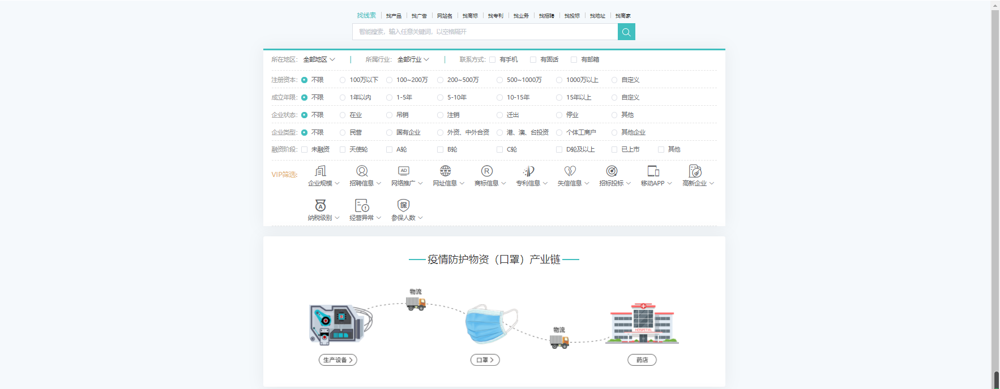 找线索 找产品 找广告 网站名 找商标 找专利 找业务 找招聘 找投标 找地址 找商家
智能搜索，输入任意关键词，以空格隔开
所在地区: 全部地区 所属行业: 全部行业 联系方式: 有手机 有固话 有邮箱
注册资本: 不限 100万以下 100~200万 200~500万 500~1000万 1000万以上 自定义
成立年限: 不限 1年以内 1-5年 5-10年 10-15年 15年以上 自定义
企业状态: 不限 在业 吊销 注销 迁出 停业 其他
企业类型: 不限 民营 国有企业 外资、中外合资 港、澳、台投资 个体工商户 其他企业
融资阶段: 未融资 天使轮 A轮 B轮 C轮 D轮及以上 已上市 其他
AD WWW R
VIP筛选: 企业规模 招聘信息 网络推广 网址信息 商标信息 专利信息 失信信息 招标投标 移动APP 高新企业
A 保
纳税级别 经营异常 参保人数
疫情防护物资（口罩）产业链
物流
物流
HOSPITAL
生产设备 口罩 药店